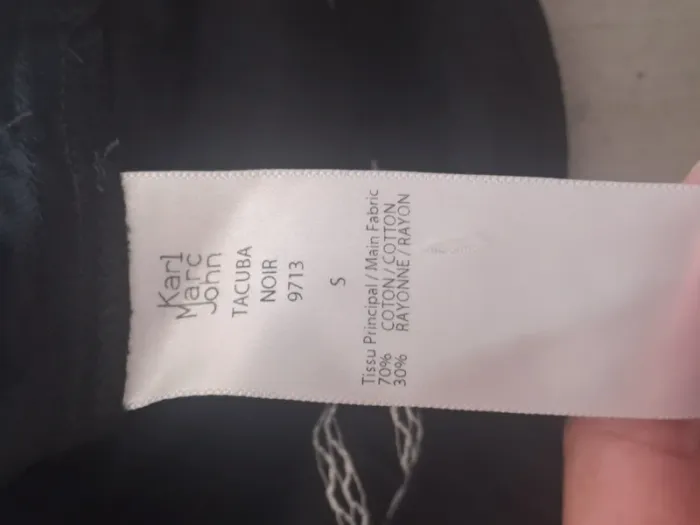 Karl
Marc
John
TACUBA
NOIR
9713
S
Tissu Principal / Main Fabric
70% COTON / COTTON
30% RAYONNE / RAYON